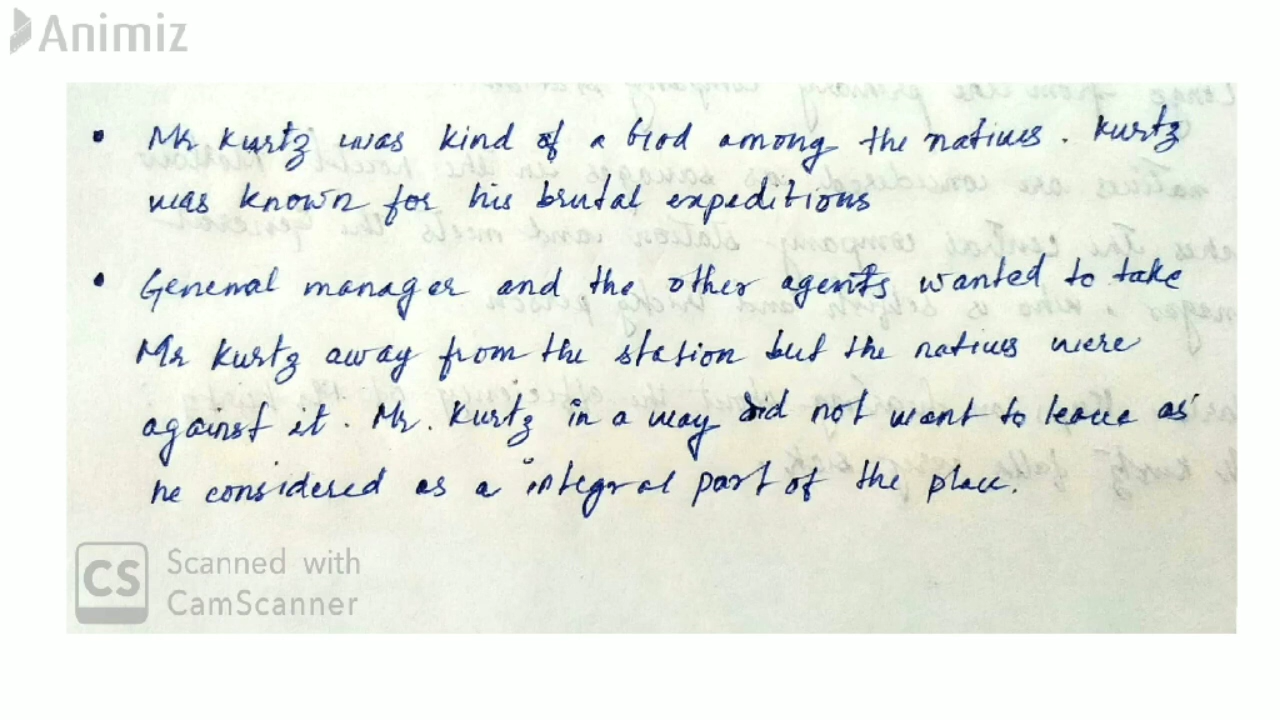 Animiz
• Mr Kurtz was kind of a God among the natives. Kurtz
was known for his brutal expeditions
• General manager and the other agents wanted to take
Mr Kurtz away from the station but the natives were
against it. Mr. Kurtz in a way did not want to leave as
he considered as a integral part of the place.
CS Scanned with
CamScanner